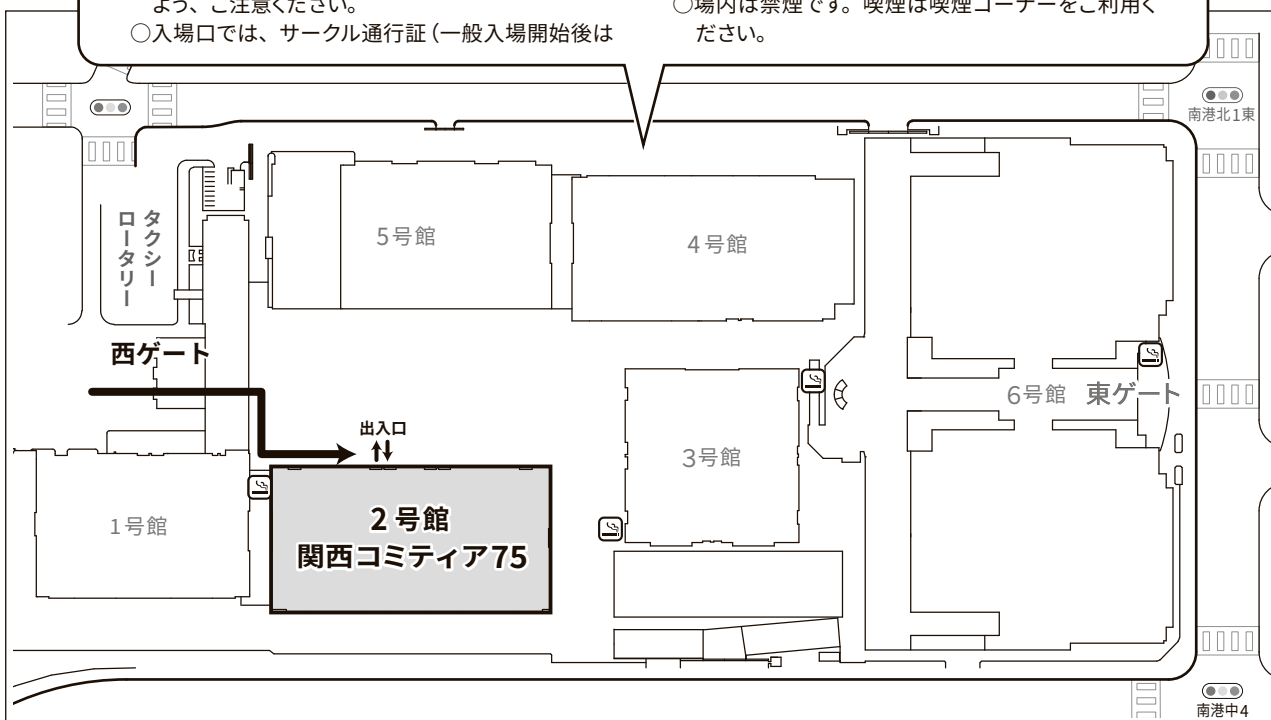 よう、ご注意ください。
○入場口では、サークル通行証（一般入場開始後は
○場内は禁煙です。喫煙は喫煙コーナーをご利用く
ださい。
南港北1東
タクシー
ロータリー
5号館
4号館
西ゲート
6号館
東ゲート
出入口
3号館
1号館
2号館
関西コミティア75
南港中4